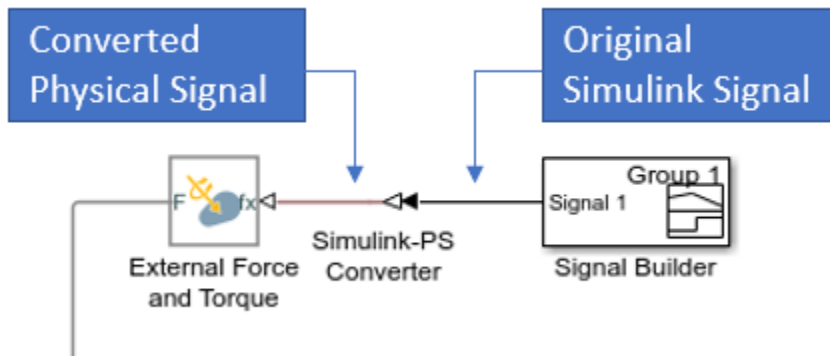 Converted
Physical Signal
Original
Simulink Signal
Group 1
F
fx
Signal 1
Simulink-PS
Converter
External Force
and Torque
Signal Builder